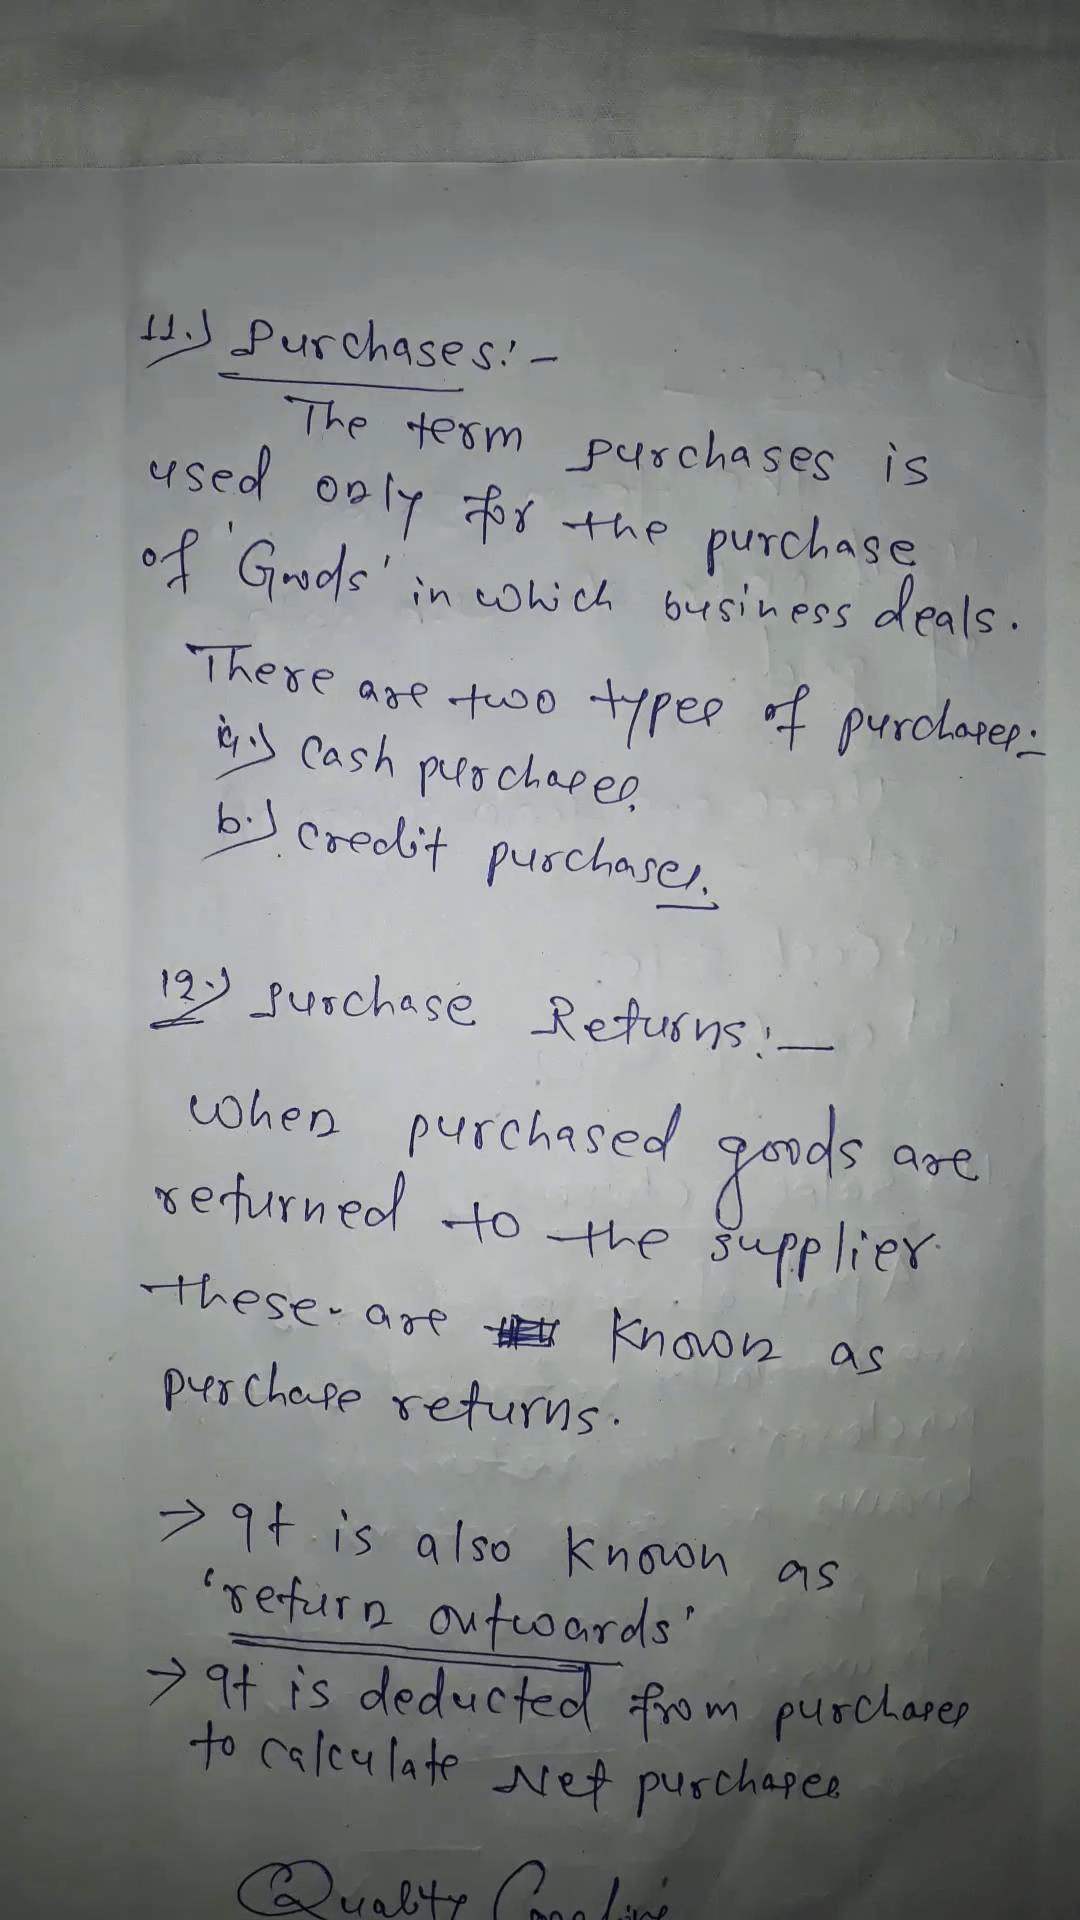 11.) Purchases:-
The term purchases is
used only for the purchase
of 'Goods' in which business deals.
There are two types of purchases:-
a.) Cash purchases
b.) Credit purchases.
12.) Purchase Returns:-
When purchased goods are
returned to the supplier
these are known as
purchase returns.
→ It is also known as
'return outwards'
→ It is deducted from purchases
to calculate Net purchases
Quality